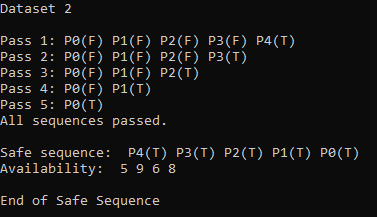 Dataset 2
Pass 1: P0(F) P1(F) P2(F) P3(F) P4(T)
Pass 2: P0(F) P1(F) P2(F) P3(T)
Pass 3: P0(F) P1(F) P2(T)
Pass 4: P0(F) P1(T)
Pass 5: P0(T)
All sequences passed.
Safe sequence:  P4(T) P3(T) P2(T) P1(T) P0(T)
Availability:  5 9 6 8
End of Safe Sequence